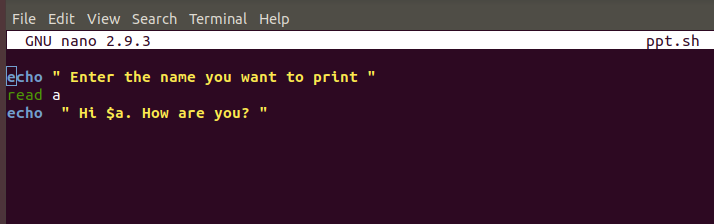 File Edit View Search Terminal Help
GNU nano 2.9.3 ppt.sh
echo " Enter the name you want to print "
read a
echo  " Hi $a. How are you? "